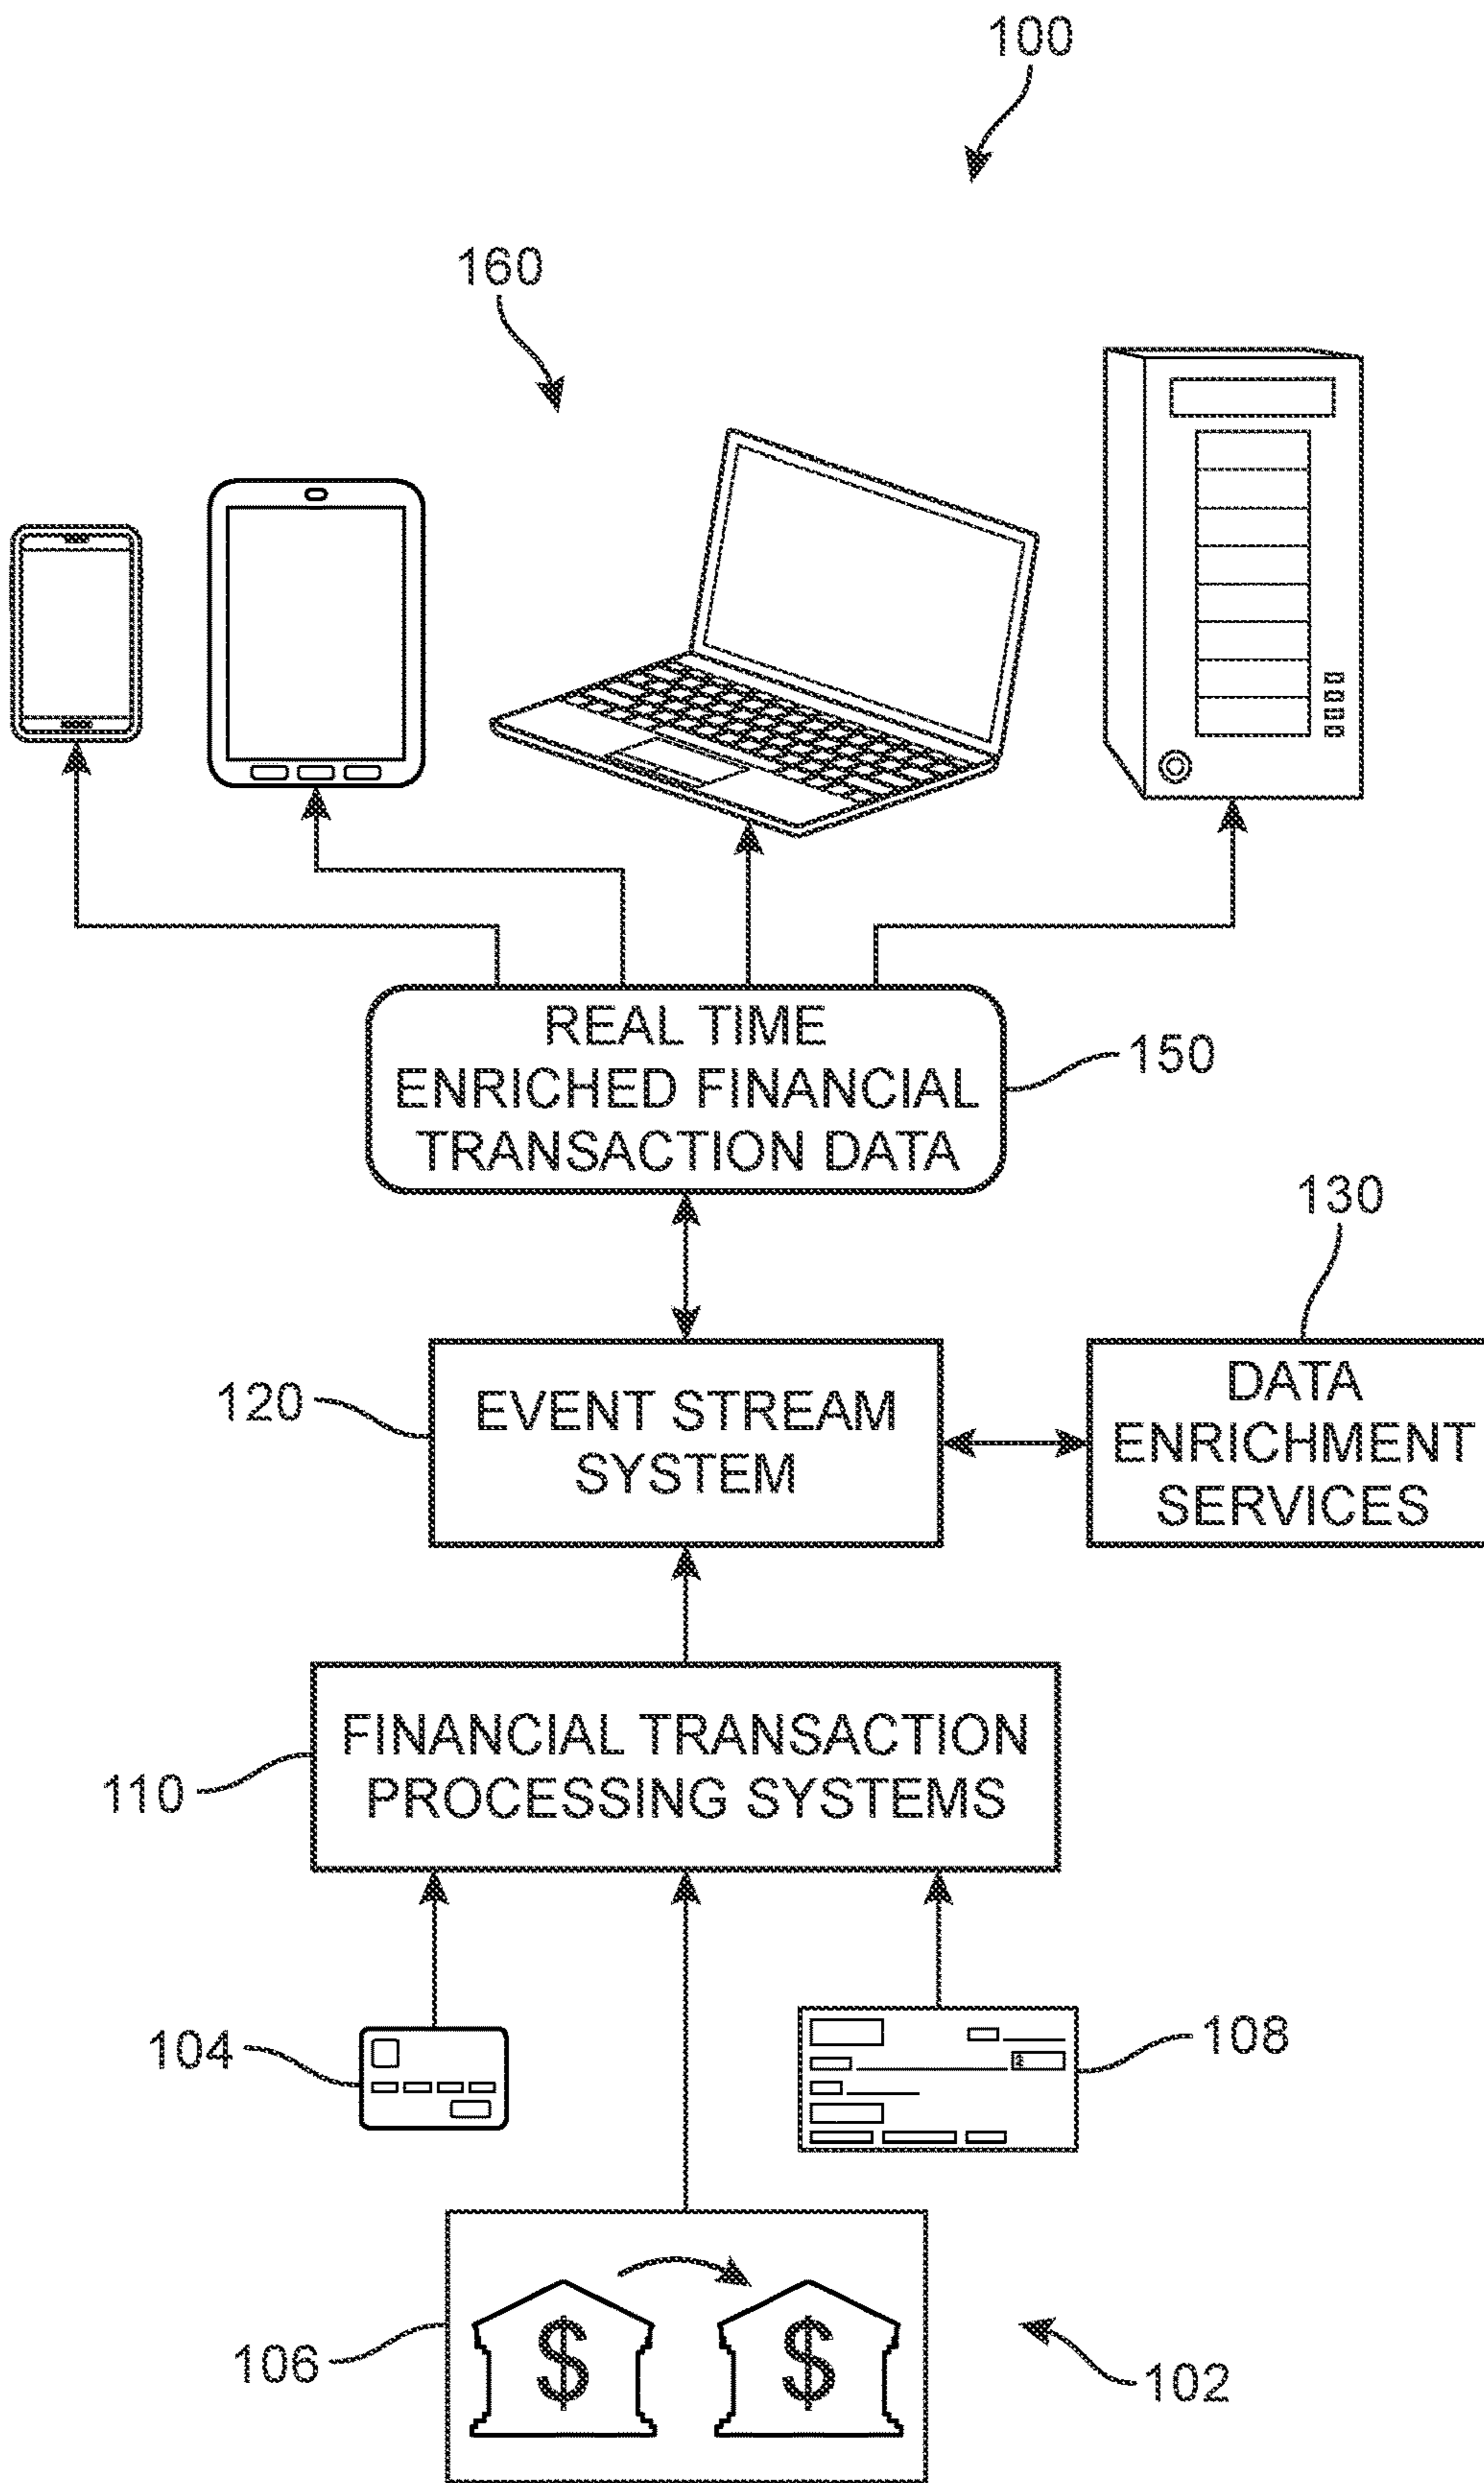 100
160
REAL TIME
ENRICHED FINANCIAL
TRANSACTION DATA
150
130
120
EVENT STREAM
SYSTEM
DATA
ENRICHMENT
SERVICES
110
FINANCIAL TRANSACTION
PROCESSING SYSTEMS
104
108
106
$ $
102